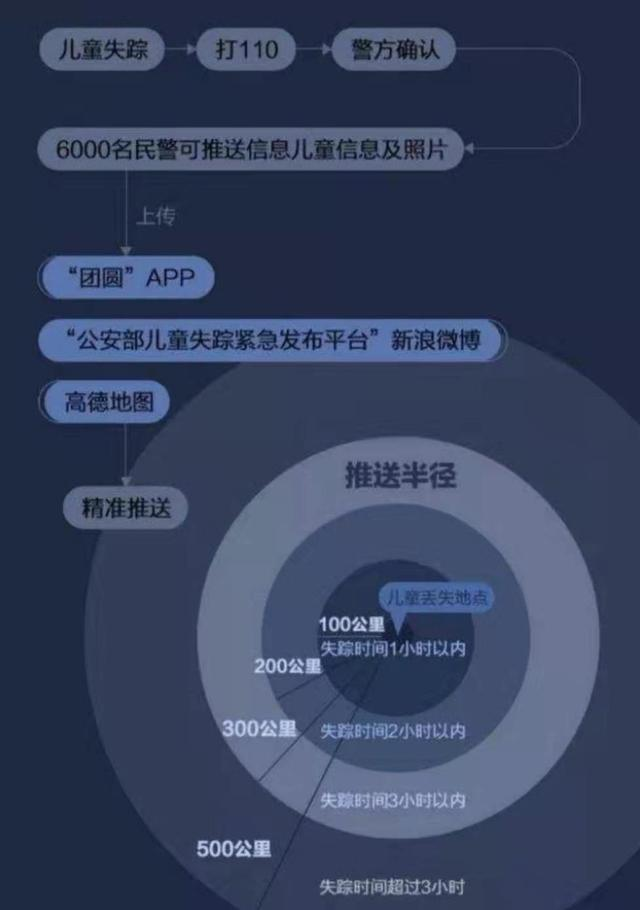 儿童失踪
打110
警方确认
6000名民警可推送信息儿童信息及照片
上传
“团圆”APP
“公安部儿童失踪紧急发布平台”新浪微博
高德地图
精准推送
推送半径
儿童丢失地点
100公里
失踪时间1小时以内
200公里
300公里
失踪时间2小时以内
失踪时间3小时以内
500公里
失踪时间超过3小时